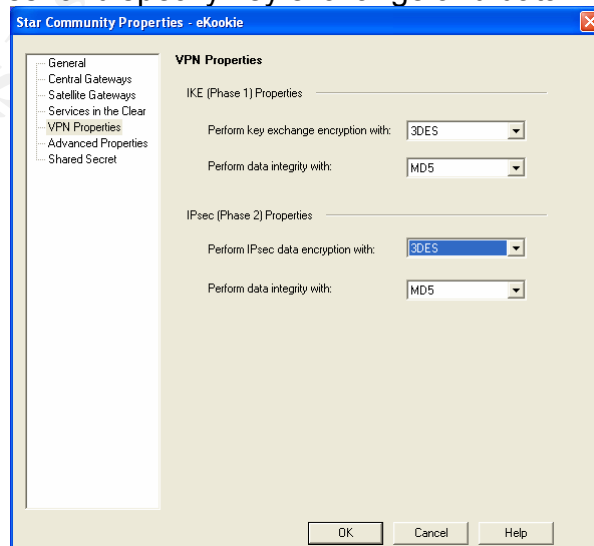 Star Community Properties - eKookie
General
Central Gateways
Satellite Gateways
Services in the Clear
VPN Properties
Advanced Properties
Shared Secret
VPN Properties
IKE (Phase 1) Properties
Perform key exchange encryption with: 3DES
Perform data integrity with: MD5
IPsec (Phase 2) Properties
Perform IPsec data encryption with: 3DES
Perform data integrity with: MD5
OK Cancel Help